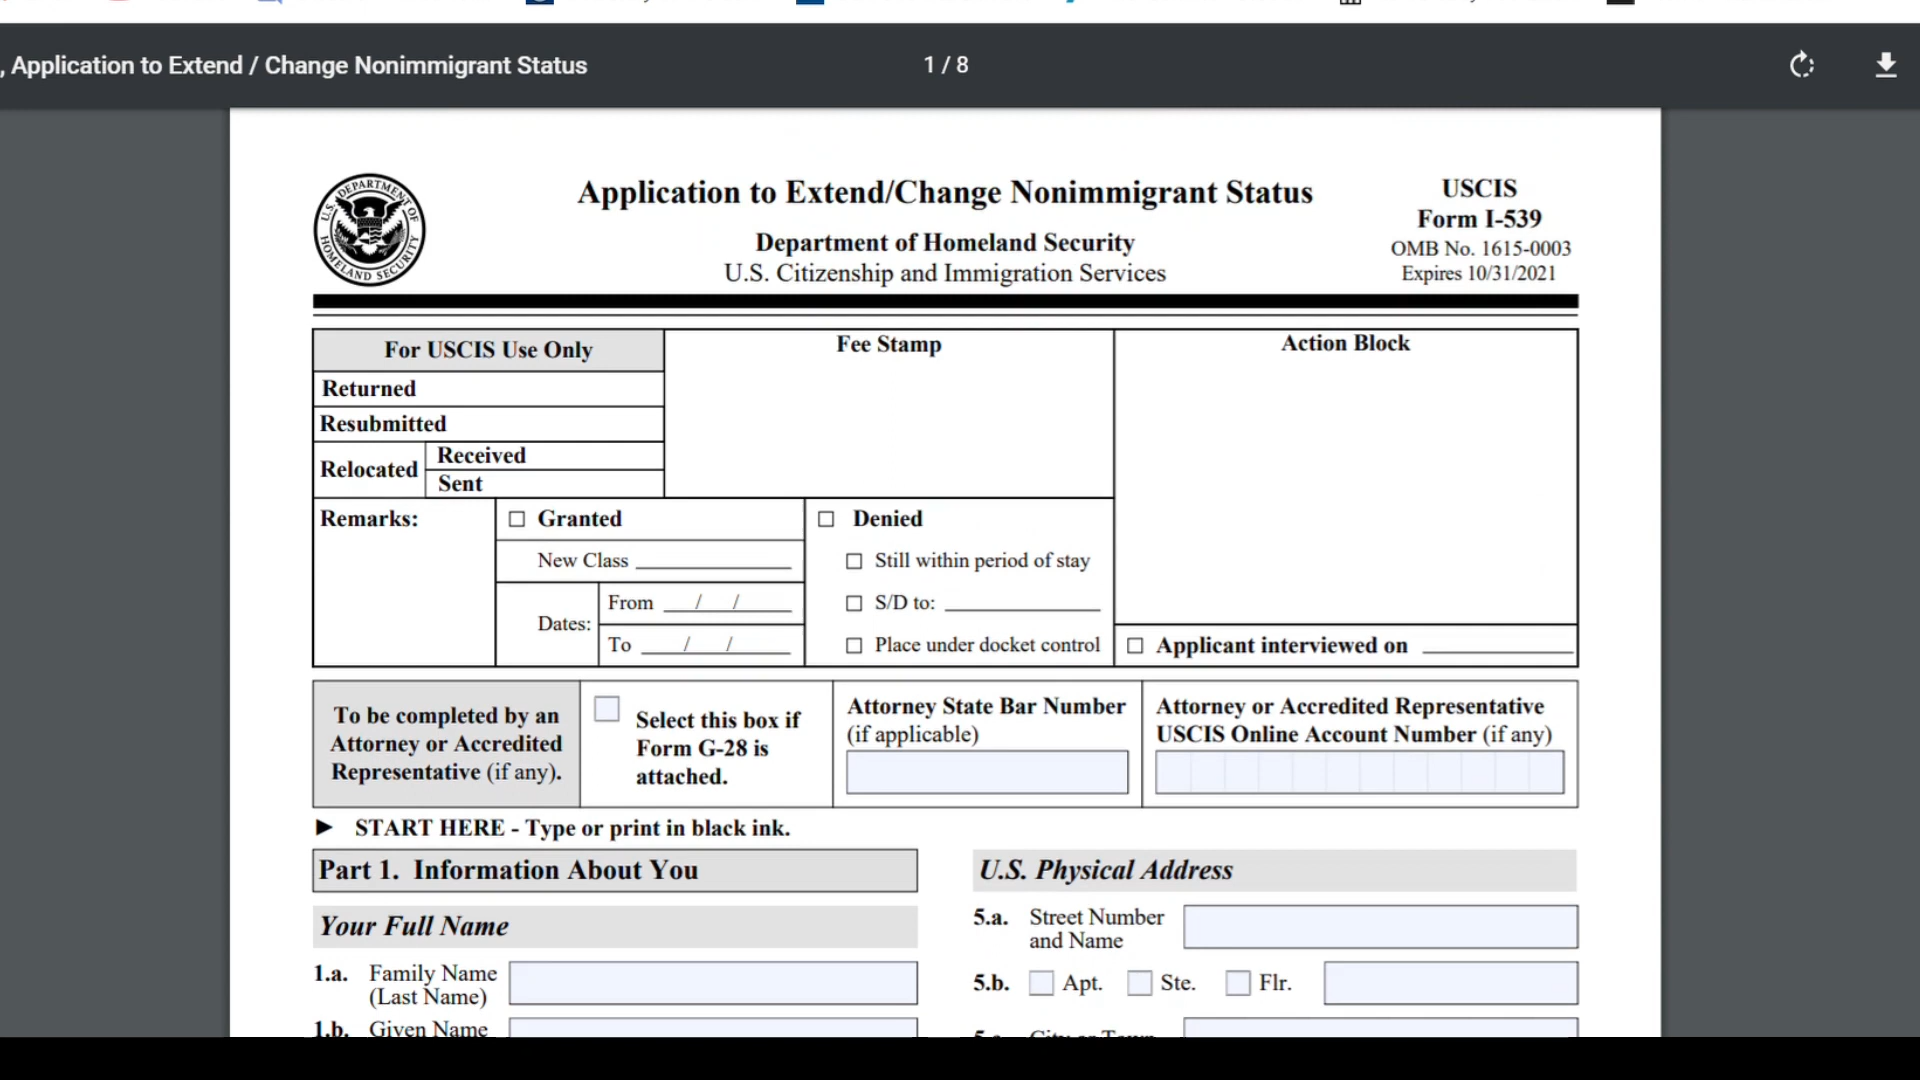 , Application to Extend / Change Nonimmigrant Status
1 / 8
U.S. DEPARTMENT OF HOMELAND SECURITY
Application to Extend/Change Nonimmigrant Status
Department of Homeland Security
U.S. Citizenship and Immigration Services
USCIS
Form I-539
OMB No. 1615-0003
Expires 10/31/2021
For USCIS Use Only
Returned
Resubmitted
Relocated
Received
Sent
Fee Stamp
Action Block
Remarks:
Granted
New Class
Dates:
From / /
To / /
Denied
Still within period of stay
S/D to:
Place under docket control
Applicant interviewed on
To be completed by an
Attorney or Accredited
Representative (if any).
Select this box if
Form G-28 is
attached.
Attorney State Bar Number
(if applicable)
Attorney or Accredited Representative
USCIS Online Account Number (if any)
► START HERE - Type or print in black ink.
Part 1. Information About You
Your Full Name
1.a. Family Name
(Last Name)
1.b. Given Name
U.S. Physical Address
5.a. Street Number
and Name
5.b. Apt. Ste. Flr.